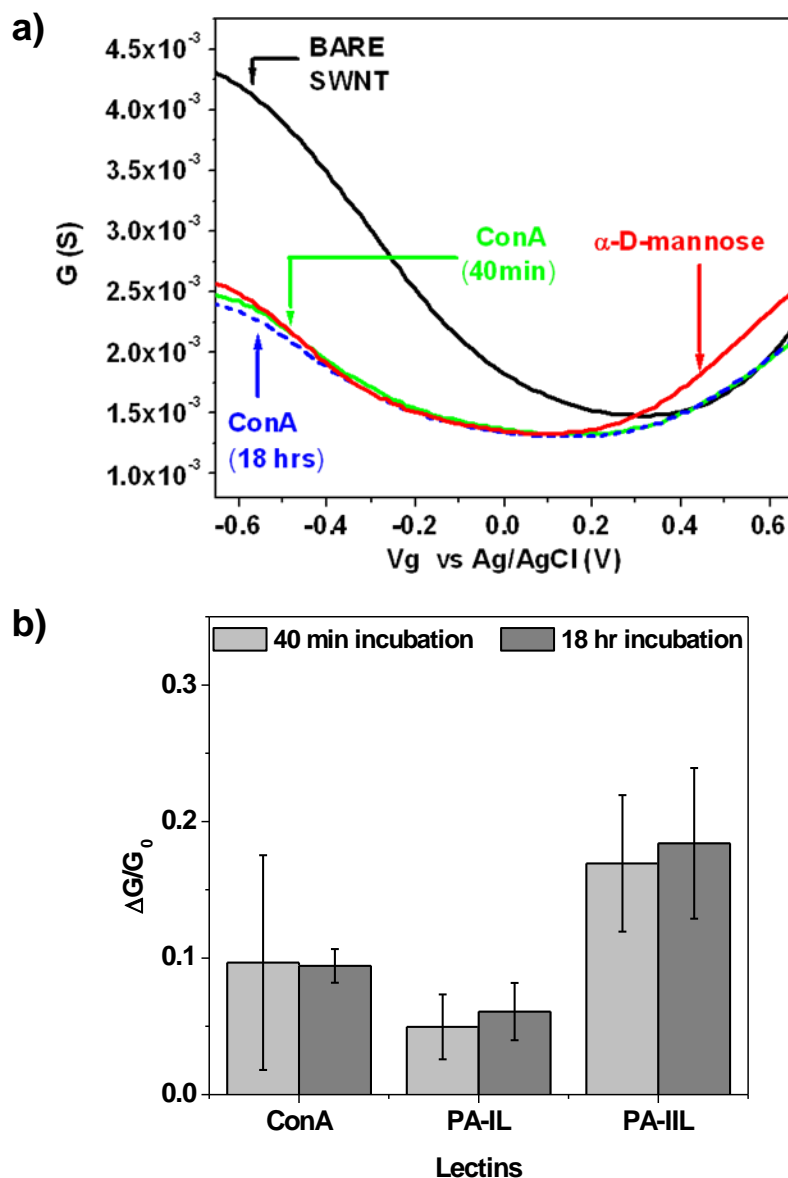 a)
4.5x10⁻³
4.0x10⁻³
3.5x10⁻³
3.0x10⁻³
2.5x10⁻³
2.0x10⁻³
1.5x10⁻³
1.0x10⁻³
G (S)
BARE
SWNT
ConA
(40min)
α-D-mannose
ConA
(18 hrs)
-0.6 -0.4 -0.2 0.0 0.2 0.4 0.6
Vg vs Ag/AgCl (V)
b)
40 min incubation 18 hr incubation
0.3
0.2
0.1
0.0
ΔG/G₀
ConA PA-IL PA-IIL
Lectins